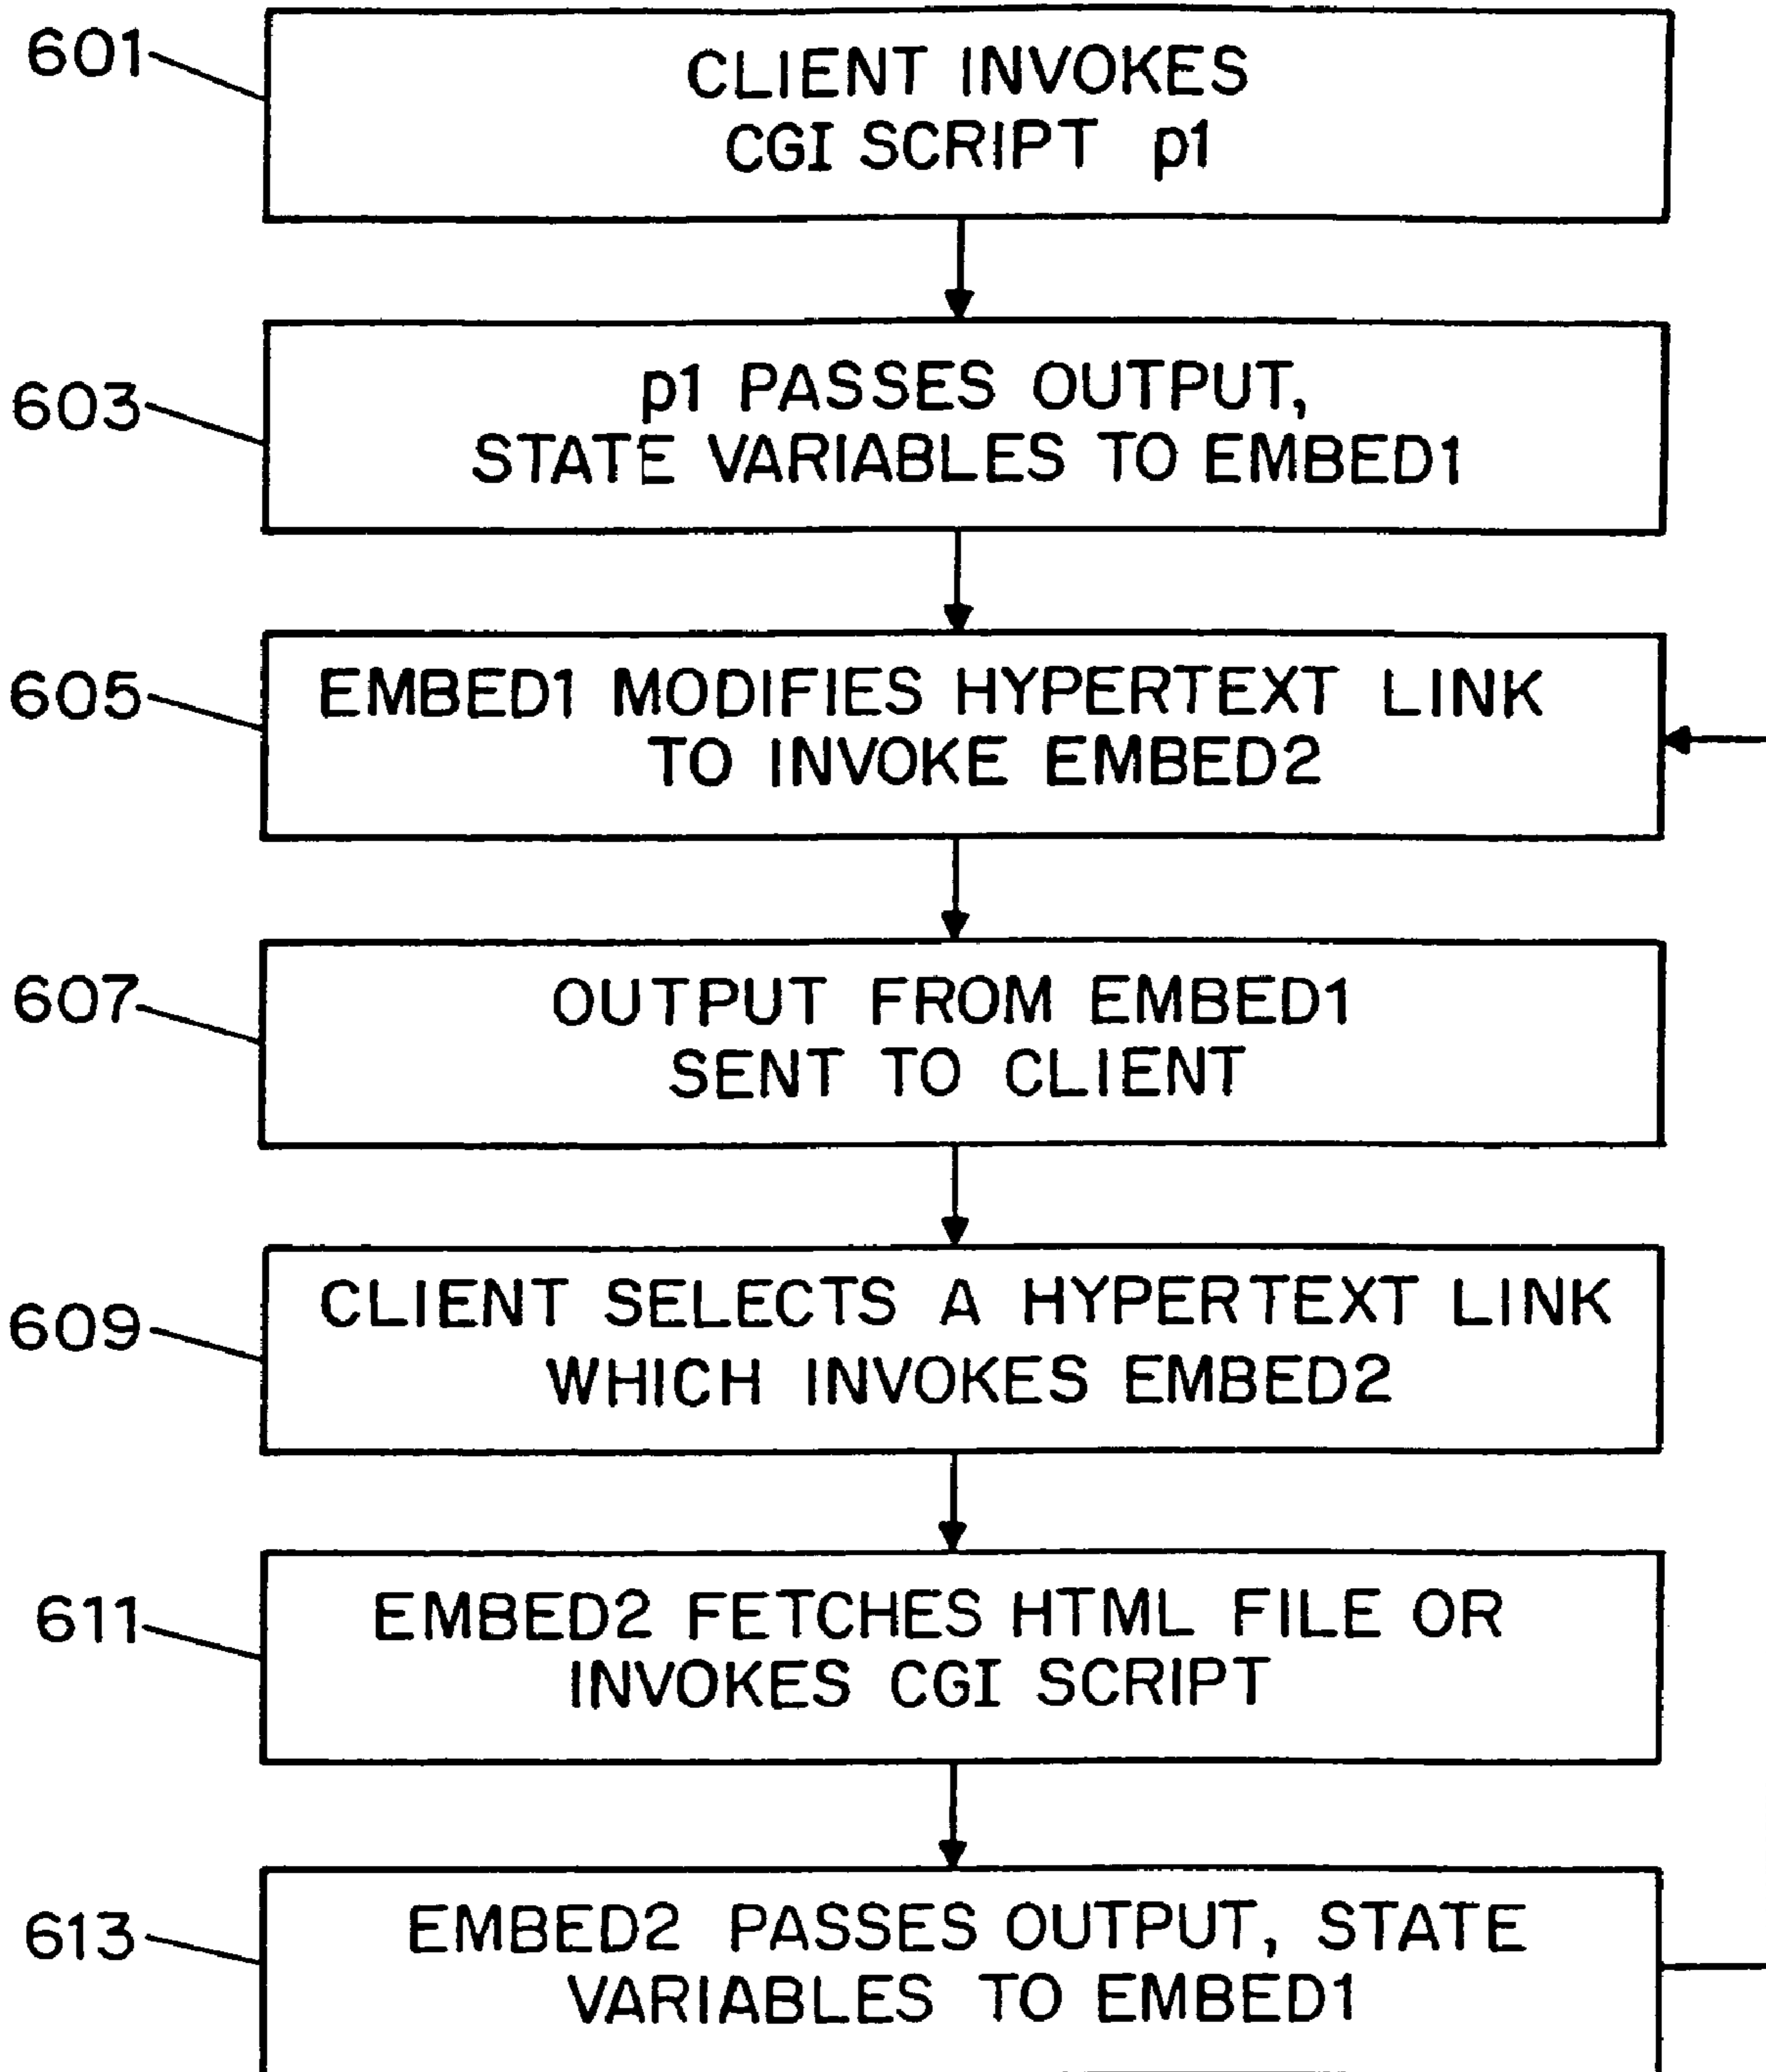 601
CLIENT INVOKES
CGI SCRIPT p1
603
p1 PASSES OUTPUT,
STATE VARIABLES TO EMBED1
605
EMBED1 MODIFIES HYPERTEXT LINK
TO INVOKE EMBED2
607
OUTPUT FROM EMBED1
SENT TO CLIENT
609
CLIENT SELECTS A HYPERTEXT LINK
WHICH INVOKES EMBED2
611
EMBED2 FETCHES HTML FILE OR
INVOKES CGI SCRIPT
613
EMBED2 PASSES OUTPUT, STATE
VARIABLES TO EMBED1